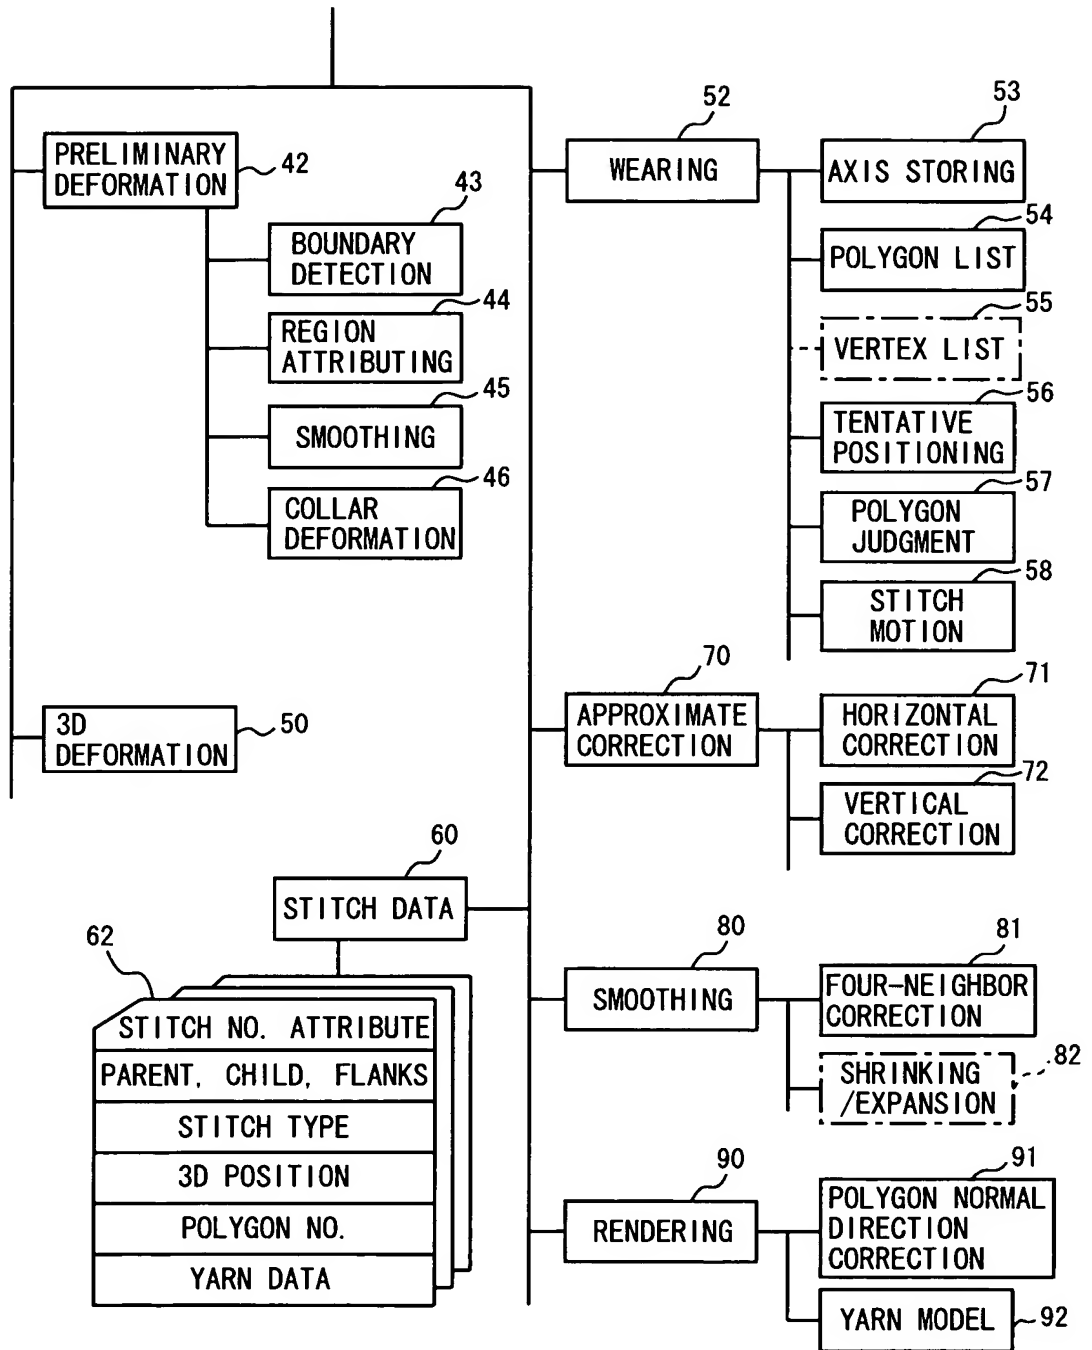 PRELIMINARY
DEFORMATION
42
43
BOUNDARY
DETECTION
44
REGION
ATTRIBUTING
45
SMOOTHING
46
COLLAR
DEFORMATION
3D
DEFORMATION
50
52
WEARING
53
AXIS STORING
54
POLYGON LIST
55
VERTEX LIST
56
TENTATIVE
POSITIONING
57
POLYGON
JUDGMENT
58
STITCH
MOTION
60
STITCH DATA
62
STITCH NO. ATTRIBUTE
PARENT, CHILD, FLANKS
STITCH TYPE
3D POSITION
POLYGON NO.
YARN DATA
70
APPROXIMATE
CORRECTION
71
HORIZONTAL
CORRECTION
72
VERTICAL
CORRECTION
80
SMOOTHING
81
FOUR-NEIGHBOR
CORRECTION
82
SHRINKING
/EXPANSION
90
RENDERING
91
POLYGON NORMAL
DIRECTION
CORRECTION
YARN MODEL
92